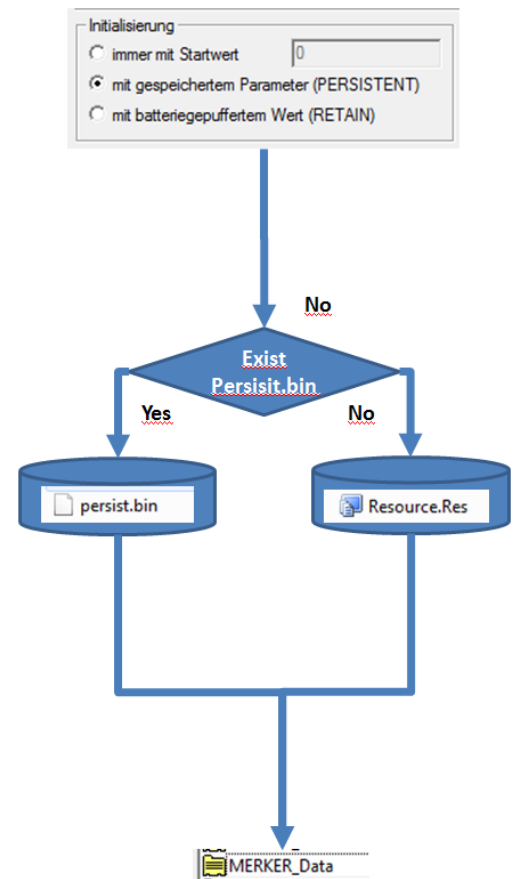 Initialisierung
immer mit Startwert 0
mit gespeichertem Parameter (PERSISTENT)
mit batteriegepuffertem Wert (RETAIN)
No
Exist
Persisit.bin
Yes No
persist.bin Resource.Res
MERKER_Data